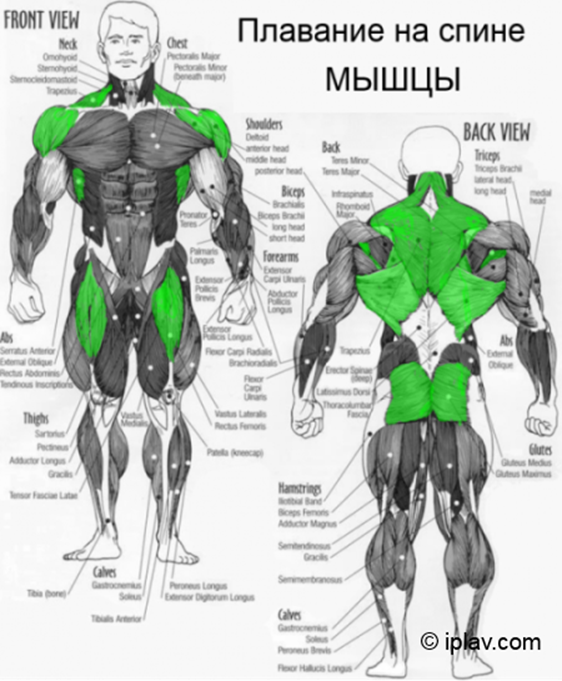 FRONT VIEW
Плавание на спине
МЫШЦЫ
Neck
Omohyoid
Sternohyoid
Sternocleidomastoid
Trapezius
Chest
Pectoralis Major
Pectoralis Minor
(beneath major)
Shoulders
Deltoid
anterior head
middle head
posterior head
Biceps
Brachialis
Biceps Brachii
long head
short head
Pronator
Teres
Palmaris
Longus
Forearms
Extensor
Carpi Ulnaris
Extensor
Pollicis
Brevis
Abductor
Pollicis
Longus
Extensor
Pollicis Longus
Flexor Carpi Radialis
Brachioradialis
Flexor
Carpi
Ulnaris
Abs
Serratus Anterior
External Oblique
Rectus Abdominis
Tendinous Inscriptions
Thighs
Sartorius
Pectineus
Adductor Longus
Gracilis
Tensor Fasciae Latae
Vastus
Medialis
Vastus Lateralis
Rectus Femoris
Patella (kneecap)
Calves
Gastrocnemius
Soleus
Tibia (bone)
Tibialis Anterior
Peroneus Longus
Extensor Digitorum Longus
BACK VIEW
Back
Teres Minor
Teres Major
Infraspinatus
Rhomboid
Major
Triceps
Triceps Brachii
lateral head
long head
medial
head
Trapezius
Erector Spinae
(deep)
Latissimus Dorsi
Thoracolumbar
Fascia
Abs
External
Oblique
Glutes
Gluteus Medius
Gluteus Maximus
Hamstrings
Iliotibial Band
Biceps Femoris
Adductor Magnus
Semitendinosus
Gracilis
Semimembranosus
Calves
Gastrocnemius
Soleus
Peroneus Brevis
Flexor Hallucis Longus
© iplav.com